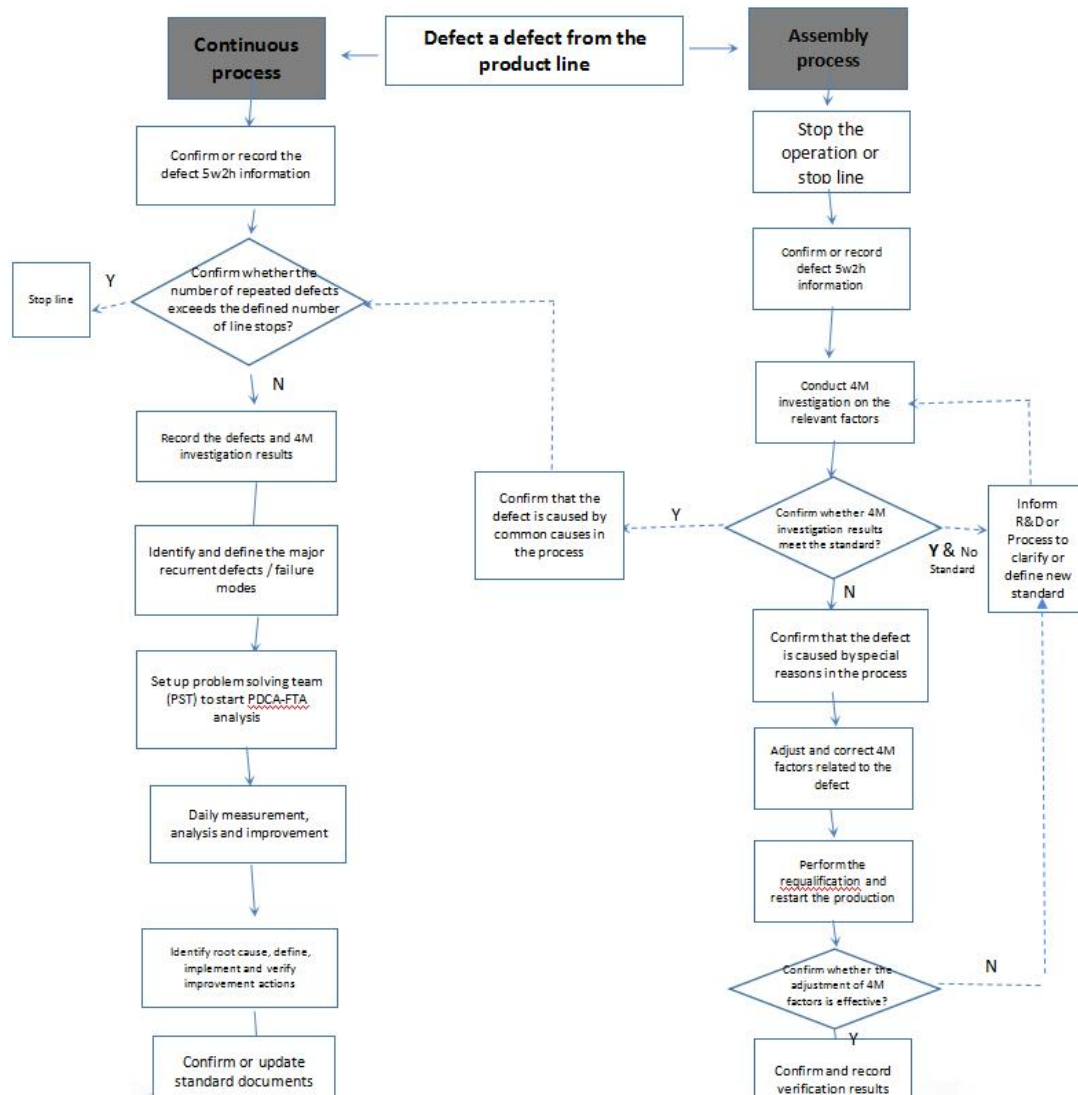 Continuous
process
Defect a defect from the
product line
Assembly
process
Confirm or record the
defect 5w2h information
Y
Stop line
Confirm whether the
number of repeated defects
exceeds the defined number
of line stops?
N
Record the defects and 4M
investigation results
Identify and define the major
recurrent defects / failure
modes
Set up problem solving team
(PST) to start PDCA-FTA
analysis
Daily measurement,
analysis and improvement
Identify root cause, define,
implement and verify
improvement actions
Confirm or update
standard documents
Stop the
operation or
stop line
Confirm or record
defect 5w2h
information
Conduct 4M
investigation on the
relevant factors
Confirm whether 4M
investigation results
meet the standard?
Y
Confirm that the
defect is caused by
common causes in
the process
Y & No
Standard
Inform
R&D or
Process to
clarify or
define new
standard
N
Confirm that the defect
is caused by special
reasons in the process
Adjust and correct 4M
factors related to the
defect
Perform the
requalification and
restart the production
Confirm whether the
adjustment of 4M
factors is effective?
N
Y
Confirm and record
verification results